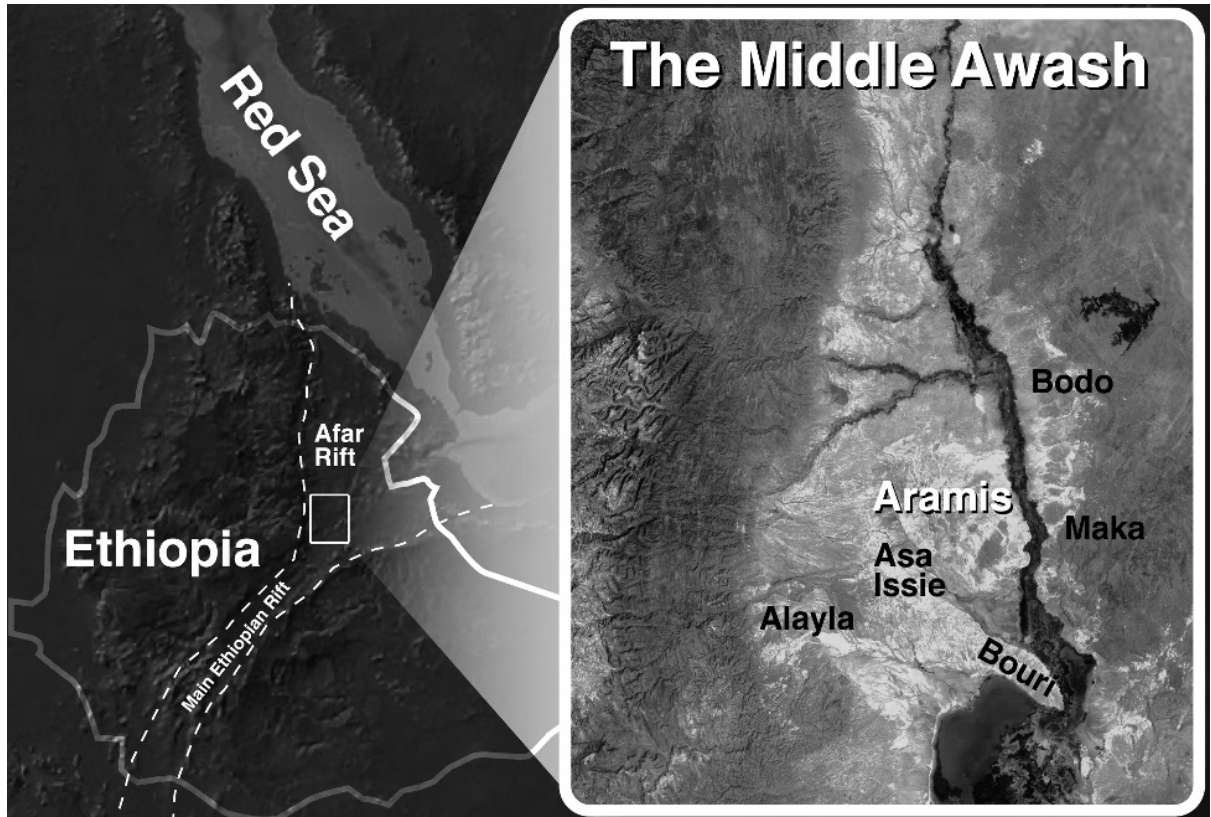 Red Sea
Afar
Rift
Ethiopia
Main Ethiopian Rift
The Middle Awash
Bodo
Aramis
Maka
Asa
Issie
Alayla
Bouri